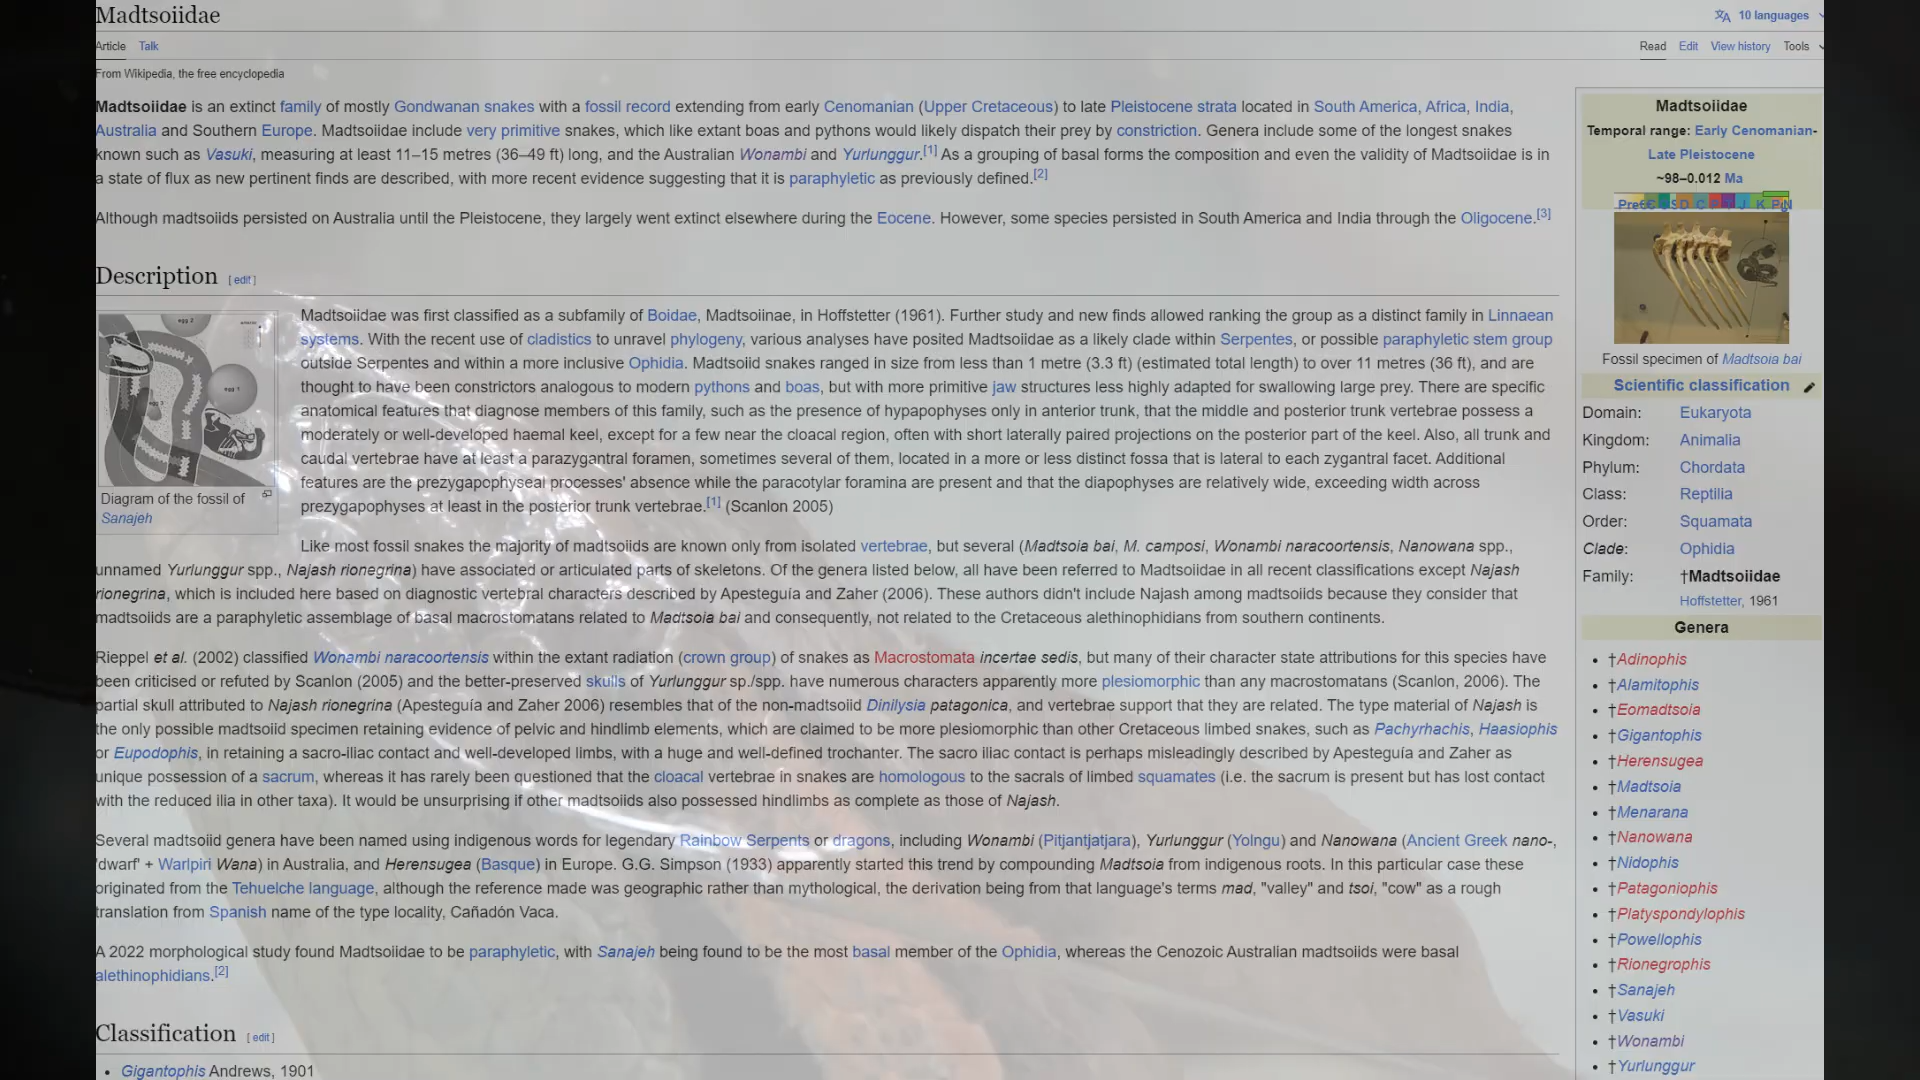 Madtsoiidae
10 languages
Article Talk
Read Edit View history Tools
From Wikipedia, the free encyclopedia
Madtsoiidae is an extinct family of mostly Gondwanan snakes with a fossil record extending from early Cenomanian (Upper Cretaceous) to late Pleistocene strata located in South America, Africa, India,
Australia and Southern Europe. Madtsoiidae include very primitive snakes, which like extant boas and pythons would likely dispatch their prey by constriction. Genera include some of the longest snakes
known such as Vasuki, measuring at least 11–15 metres (36–49 ft) long, and the Australian Wonambi and Yurlunggur.[1] As a grouping of basal forms the composition and even the validity of Madtsoiidae is in
a state of flux as new pertinent finds are described, with more recent evidence suggesting that it is paraphyletic as previously defined.[2]
Although madtsoiids persisted on Australia until the Pleistocene, they largely went extinct elsewhere during the Eocene. However, some species persisted in South America and India through the Oligocene.[3]
Description [ edit ]
egg 2
egg 1
egg 3
Diagram of the fossil of
Sanajeh
Madtsoiidae was first classified as a subfamily of Boidae, Madtsoiinae, in Hoffstetter (1961). Further study and new finds allowed ranking the group as a distinct family in Linnaean
systems. With the recent use of cladistics to unravel phylogeny, various analyses have posited Madtsoiidae as a likely clade within Serpentes, or possible paraphyletic stem group
outside Serpentes and within a more inclusive Ophidia. Madtsoiid snakes ranged in size from less than 1 metre (3.3 ft) (estimated total length) to over 11 metres (36 ft), and are
thought to have been constrictors analogous to modern pythons and boas, but with more primitive jaw structures less highly adapted for swallowing large prey. There are specific
anatomical features that diagnose members of this family, such as the presence of hypapophyses only in anterior trunk, that the middle and posterior trunk vertebrae possess a
moderately or well-developed haemal keel, except for a few near the cloacal region, often with short laterally paired projections on the posterior part of the keel. Also, all trunk and
caudal vertebrae have at least a parazygantral foramen, sometimes several of them, located in a more or less distinct fossa that is lateral to each zygantral facet. Additional
features are the prezygapophyseal processes' absence while the paracotylar foramina are present and that the diapophyses are relatively wide, exceeding width across
prezygapophyses at least in the posterior trunk vertebrae.[1] (Scanlon 2005)
Like most fossil snakes the majority of madtsoiids are known only from isolated vertebrae, but several (Madtsoia bai, M. camposi, Wonambi naracoortensis, Nanowana spp.,
unnamed Yurlunggur spp., Najash rionegrina) have associated or articulated parts of skeletons. Of the genera listed below, all have been referred to Madtsoiidae in all recent classifications except Najash
rionegrina, which is included here based on diagnostic vertebral characters described by Apesteguía and Zaher (2006). These authors didn't include Najash among madtsoiids because they consider that
madtsoiids are a paraphyletic assemblage of basal macrostomatans related to Madtsoia bai and consequently, not related to the Cretaceous alethinophidians from southern continents.
Rieppel et al. (2002) classified Wonambi naracoortensis within the extant radiation (crown group) of snakes as Macrostomata incertae sedis, but many of their character state attributions for this species have
been criticised or refuted by Scanlon (2005) and the better-preserved skulls of Yurlunggur sp./spp. have numerous characters apparently more plesiomorphic than any macrostomatans (Scanlon, 2006). The
partial skull attributed to Najash rionegrina (Apesteguía and Zaher 2006) resembles that of the non-madtsoiid Dinilysia patagonica, and vertebrae support that they are related. The type material of Najash is
the only possible madtsoiid specimen retaining evidence of pelvic and hindlimb elements, which are claimed to be more plesiomorphic than other Cretaceous limbed snakes, such as Pachyrhachis, Haasiophis
or Eupodophis, in retaining a sacro-iliac contact and well-developed limbs, with a huge and well-defined trochanter. The sacro iliac contact is perhaps misleadingly described by Apesteguía and Zaher as
unique possession of a sacrum, whereas it has rarely been questioned that the cloacal vertebrae in snakes are homologous to the sacrals of limbed squamates (i.e. the sacrum is present but has lost contact
with the reduced ilia in other taxa). It would be unsurprising if other madtsoiids also possessed hindlimbs as complete as those of Najash.
Several madtsoiid genera have been named using indigenous words for legendary Rainbow Serpents or dragons, including Wonambi (Pitjantjatjara), Yurlunggur (Yolngu) and Nanowana (Ancient Greek nano-,
'dwarf' + Warlpiri Wana) in Australia, and Herensugea (Basque) in Europe. G.G. Simpson (1933) apparently started this trend by compounding Madtsoia from indigenous roots. In this particular case these
originated from the Tehuelche language, although the reference made was geographic rather than mythological, the derivation being from that language's terms mad, "valley" and tsoi, "cow" as a rough
translation from Spanish name of the type locality, Cañadón Vaca.
A 2022 morphological study found Madtsoiidae to be paraphyletic, with Sanajeh being found to be the most basal member of the Ophidia, whereas the Cenozoic Australian madtsoiids were basal
alethinophidians.[2]
Classification [ edit ]
• Gigantophis Andrews, 1901
Madtsoiidae
Temporal range: Early Cenomanian-
Late Pleistocene
~98–0.012 Ma
PreЄ Є O S D C P T J K Pg N
Fossil specimen of Madtsoia bai
Scientific classification
Domain: Eukaryota
Kingdom: Animalia
Phylum: Chordata
Class: Reptilia
Order: Squamata
Clade: Ophidia
Family: †Madtsoiidae
Hoffstetter, 1961
Genera
• †Adinophis
• †Alamitophis
• †Eomadtsoia
• †Gigantophis
• †Herensugea
• †Madtsoia
• †Menarana
• †Nanowana
• †Nidophis
• †Patagoniophis
• †Platyspondylophis
• †Powellophis
• †Rionegrophis
• †Sanajeh
• †Vasuki
• †Wonambi
• †Yurlunggur